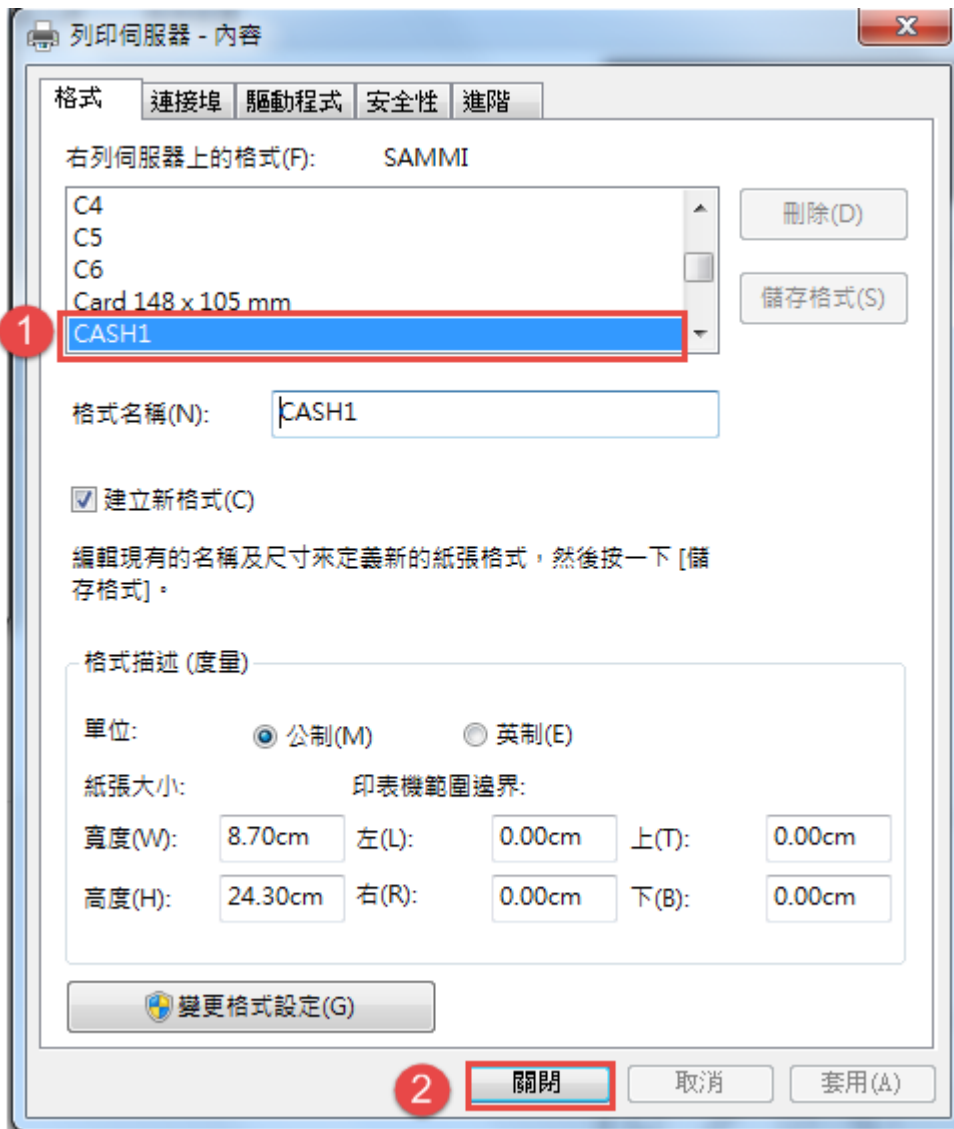 列印伺服器 - 內容
格式 連接埠 驅動程式 安全性 進階
右列伺服器上的格式(F): SAMMI
C4
C5
C6
Card 148 x 105 mm
CASH1
刪除(D)
儲存格式(S)
1
格式名稱(N): CASH1
建立新格式(C)
編輯現有的名稱及尺寸來定義新的紙張格式，然後按一下 [儲
存格式]。
格式描述 (度量)
單位: 公制(M) 英制(E)
紙張大小: 印表機範圍邊界:
寬度(W): 8.70cm 左(L): 0.00cm 上(T): 0.00cm
高度(H): 24.30cm 右(R): 0.00cm 下(B): 0.00cm
變更格式設定(G)
2 關閉 取消 套用(A)